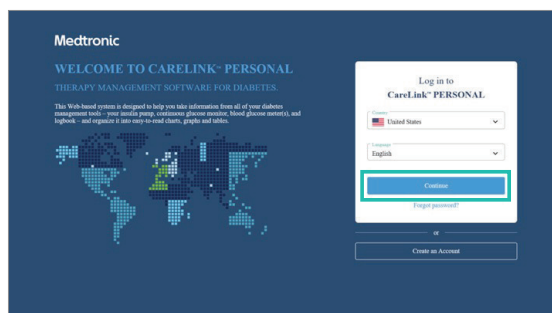 Medtronic
WELCOME TO CARELINK™ PERSONAL
THERAPY MANAGEMENT SOFTWARE FOR DIABETES.
This Web-based system is designed to help you take information from all of your diabetes
management tools – your insulin pump, continuous glucose monitor, blood glucose meter(s), and
logbook – and organize it into easy-to-read charts, graphs and tables.
Log in to
CareLink™ PERSONAL
Country
United States
Language
English
Continue
Forgot password?
or
Create an Account